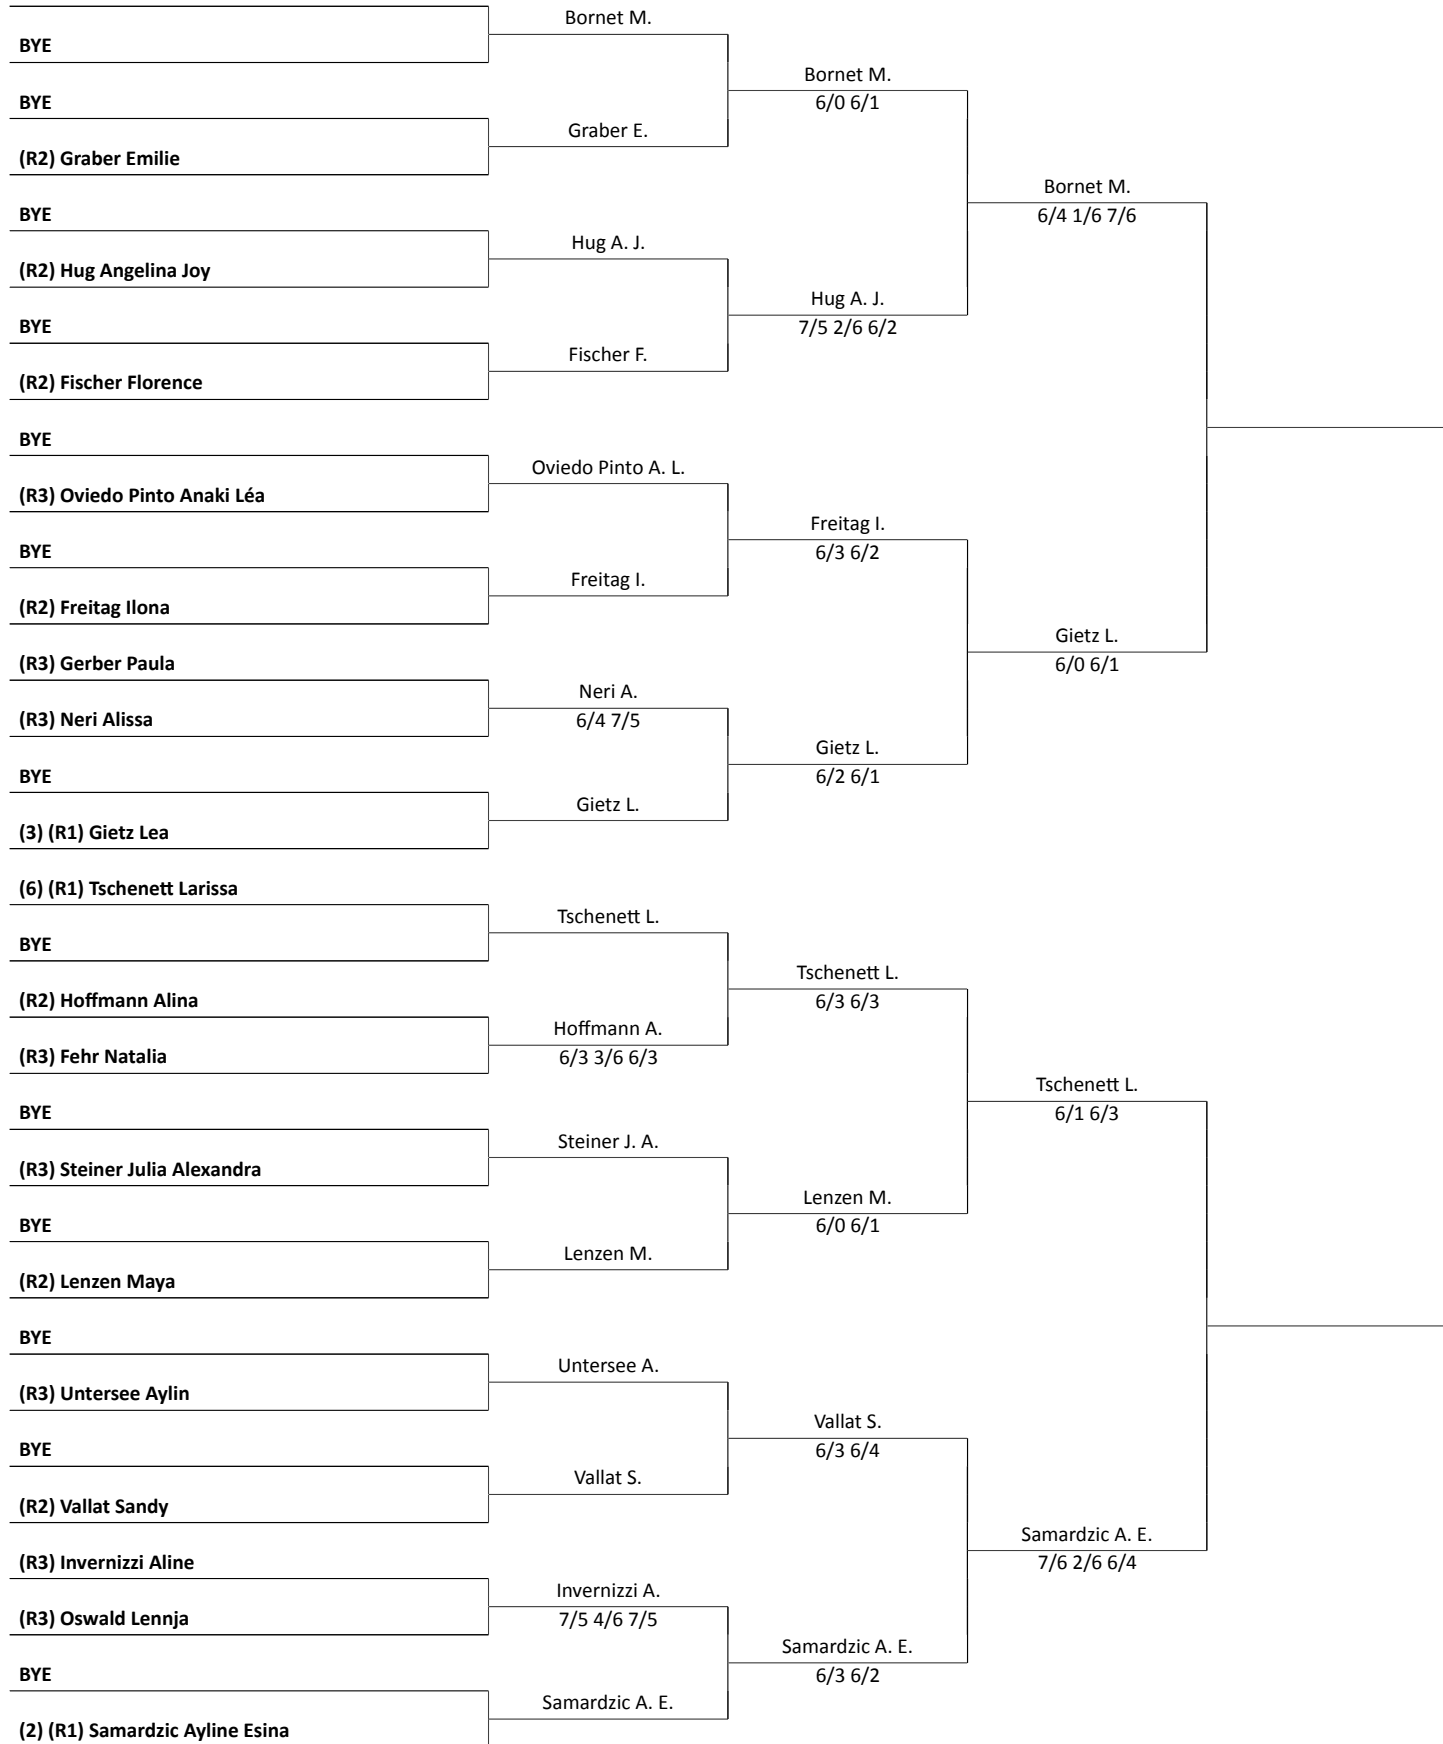 BYE
BYE
(R2) Graber Emilie
BYE
(R2) Hug Angelina Joy
BYE
(R2) Fischer Florence
BYE
(R3) Oviedo Pinto Anaki Léa
BYE
(R2) Freitag Ilona
(R3) Gerber Paula
(R3) Neri Alissa
BYE
(3) (R1) Gietz Lea
(6) (R1) Tschenett Larissa
BYE
(R2) Hoffmann Alina
(R3) Fehr Natalia
BYE
(R3) Steiner Julia Alexandra
BYE
(R2) Lenzen Maya
BYE
(R3) Untersee Aylin
BYE
(R2) Vallat Sandy
(R3) Invernizzi Aline
(R3) Oswald Lennja
BYE
(2) (R1) Samardzic Ayline Esina
Bornet M.
Graber E.
Hug A. J.
Fischer F.
Oviedo Pinto A. L.
Freitag I.
Neri A.
6/4 7/5
Gietz L.
Tschenett L.
Hoffmann A.
6/3 3/6 6/3
Steiner J. A.
Lenzen M.
Untersee A.
Vallat S.
Invernizzi A.
7/5 4/6 7/5
Samardzic A. E.
Bornet M.
6/0 6/1
Hug A. J.
7/5 2/6 6/2
Freitag I.
6/3 6/2
Gietz L.
6/2 6/1
Tschenett L.
6/3 6/3
Lenzen M.
6/0 6/1
Vallat S.
6/3 6/4
Samardzic A. E.
6/3 6/2
Bornet M.
6/4 1/6 7/6
Gietz L.
6/0 6/1
Tschenett L.
6/1 6/3
Samardzic A. E.
7/6 2/6 6/4